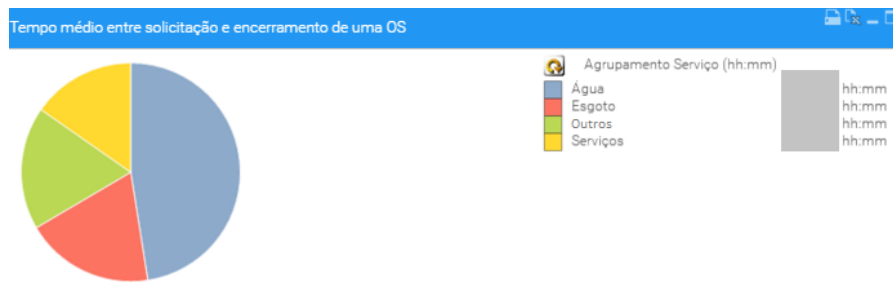 Tempo médio entre solicitação e encerramento de uma OS
Agrupamento Serviço (hh:mm)
Água hh:mm
Esgoto hh:mm
Outros hh:mm
Serviços hh:mm